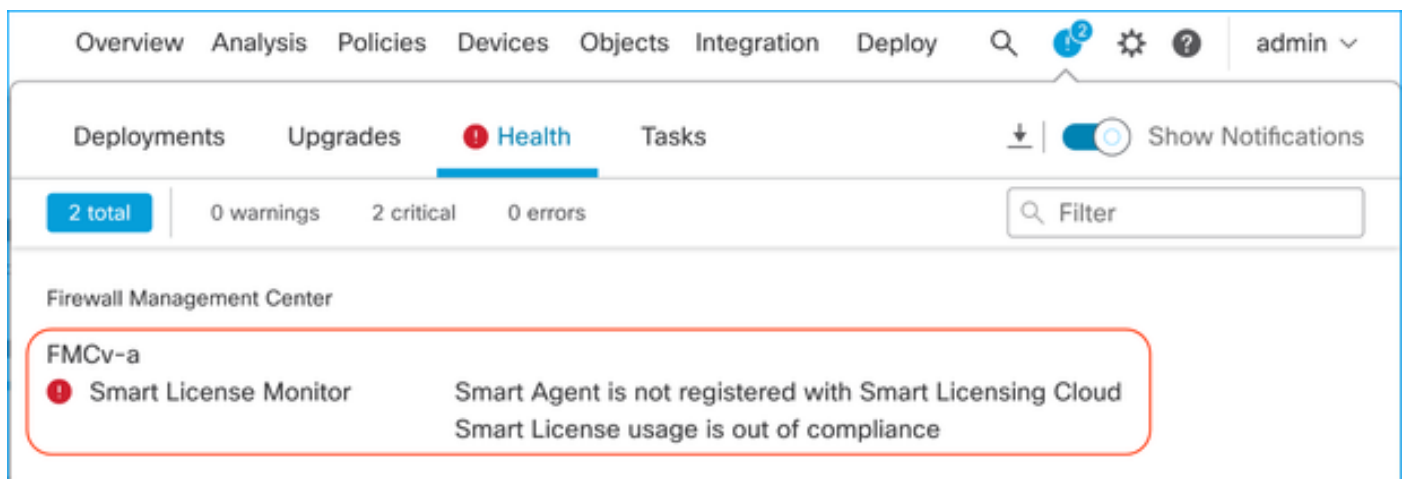 Overview Analysis Policies Devices Objects Integration Deploy 2 admin
Deployments Upgrades Health Tasks Show Notifications
2 total 0 warnings 2 critical 0 errors Filter
Firewall Management Center
FMCv-a
Smart License Monitor Smart Agent is not registered with Smart Licensing Cloud
Smart License usage is out of compliance